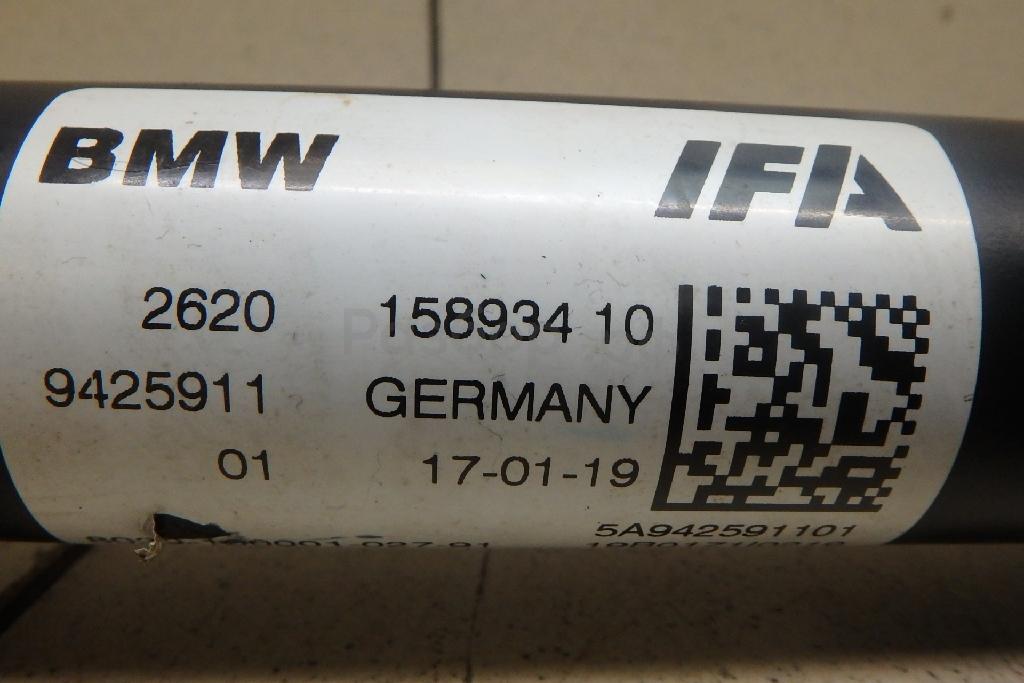 BMW IFA
2620 158934 10
9425911 GERMANY
01 17-01-19
5A942591101